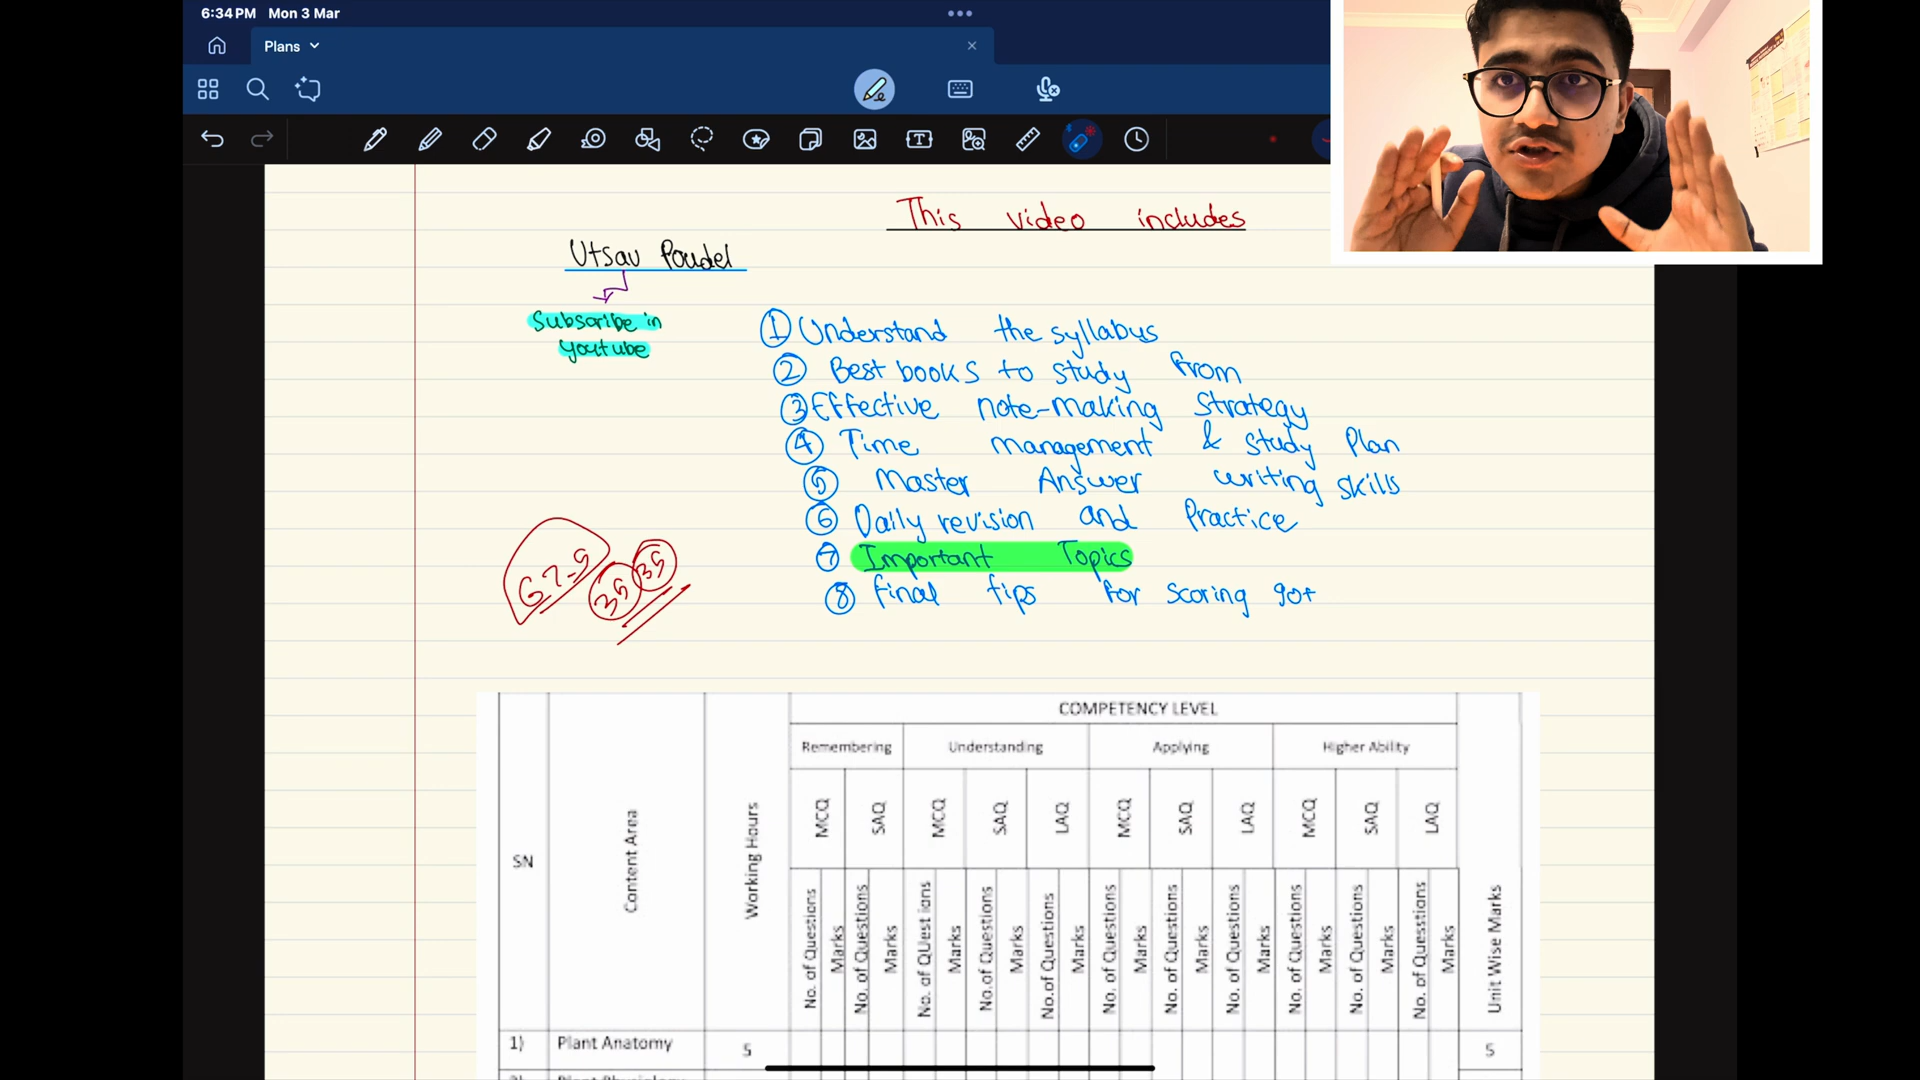 6:34 PM Mon 3 Mar
Plans
This video includes
Utsav Poudel
Subscribe in
Youtube
1 Understand the syllabus
2 Best books to study from
3 Effective note-making strategy
4 Time management & study Plan
5 Master Answer writing skills
6 Daily revision and Practice
7 Important Topics
8 final tips for scoring 90+
35 35
COMPETENCY LEVEL
Remembering Understanding Applying Higher Ability
SN Content Area Working Hours MCQ SAQ MCQ SAQ LAQ MCQ SAQ LAQ MCQ SAQ LAQ Unit Wise Marks
No. of Questions Marks No. of Questions Marks No. of QUest ions Marks No.of Questions Marks No.of Questions Marks No. of Questions Marks No. of Questions Marks No. of Questions Marks No. of Questions Marks No. of Questions Marks No. of Quesstions Marks
1) Plant Anatomy 5 5